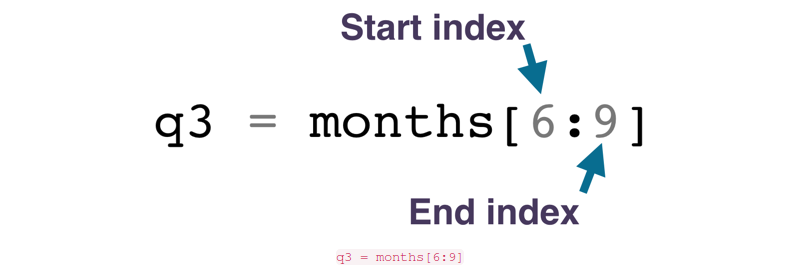 Start index
q3 = months[6:9]
End index
q3 = months[6:9]